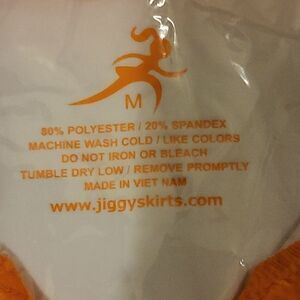 M
80% POLYESTER / 20% SPANDEX
MACHINE WASH COLD / LIKE COLORS
DO NOT IRON OR BLEACH
TUMBLE DRY LOW / REMOVE PROMPTLY
MADE IN VIET NAM
www.jiggyskirts.com